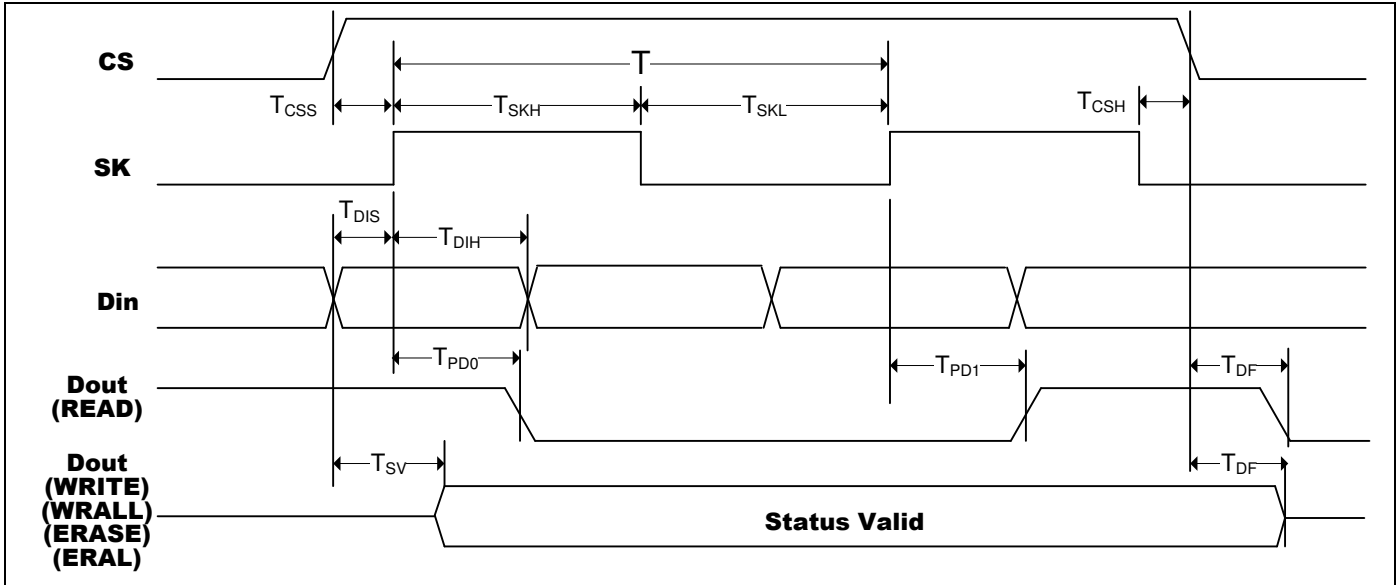 CS
T
TCSS
TSKH
TSKL
TCSH
SK
TDIS
TDIH
Din
TPD0
TPD1
TDF
Dout
(READ)
Dout
(WRITE)
(WRALL)
(ERASE)
(ERAL)
TSV
TDF
Status Valid